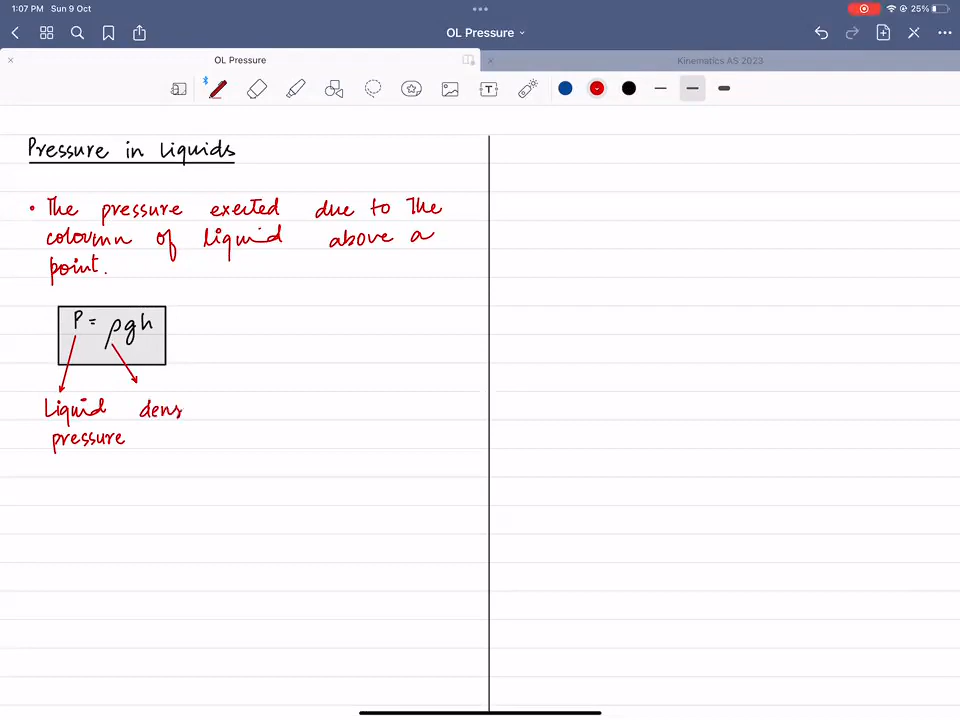 1:07 PM Sun 9 Oct
25%
OL Pressure
OL Pressure
Kinematics AS 2023
Pressure in Liquids
• The pressure exerted due to the
coloumn of liquid above a
point.
P = ρgh
Liquid dens
pressure